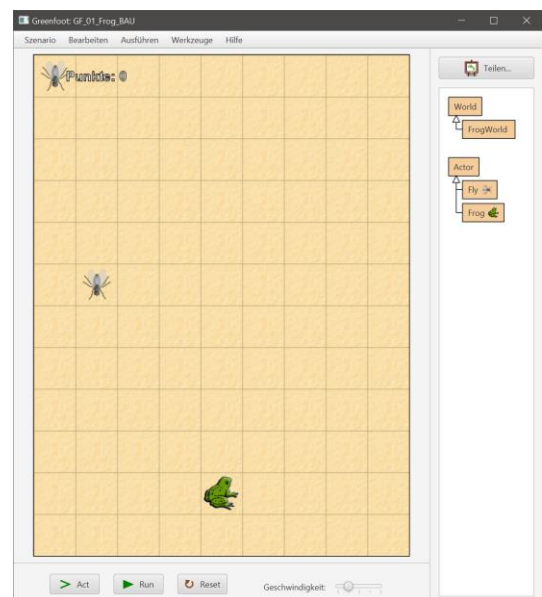 Greenfoot: GF_01_Frog_BAU
Szenario Bearbeiten Ausführen Werkzeuge Hilfe
Punkte: 0
Teilen...
World
FrogWorld
Actor
Fly
Frog
Act Run Reset Geschwindigkeit: